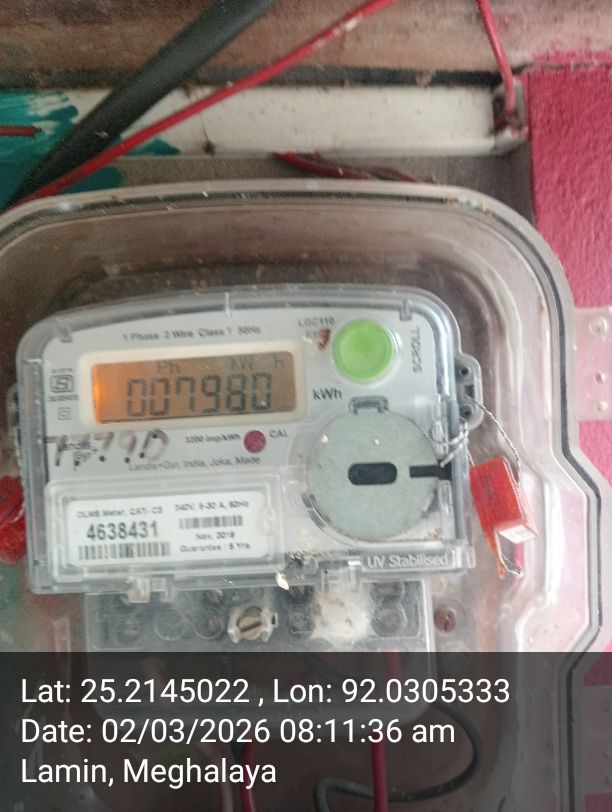 1 Phase 2 Wire Class 1 50Hz
LGC110
SCROLL
Ph kW h
007980
kWh
3200 imp/kWh CAL
Landis+Gyr, India, Joka, Made
DLMS Meter, CAT- C3 240V, 5-30 A, 50Hz
4638431
Nov, 2018
Guarantee : 5 Yrs
UV Stabilised
Lat: 25.2145022 , Lon: 92.0305333
Date: 02/03/2026 08:11:36 am
Lamin, Meghalaya